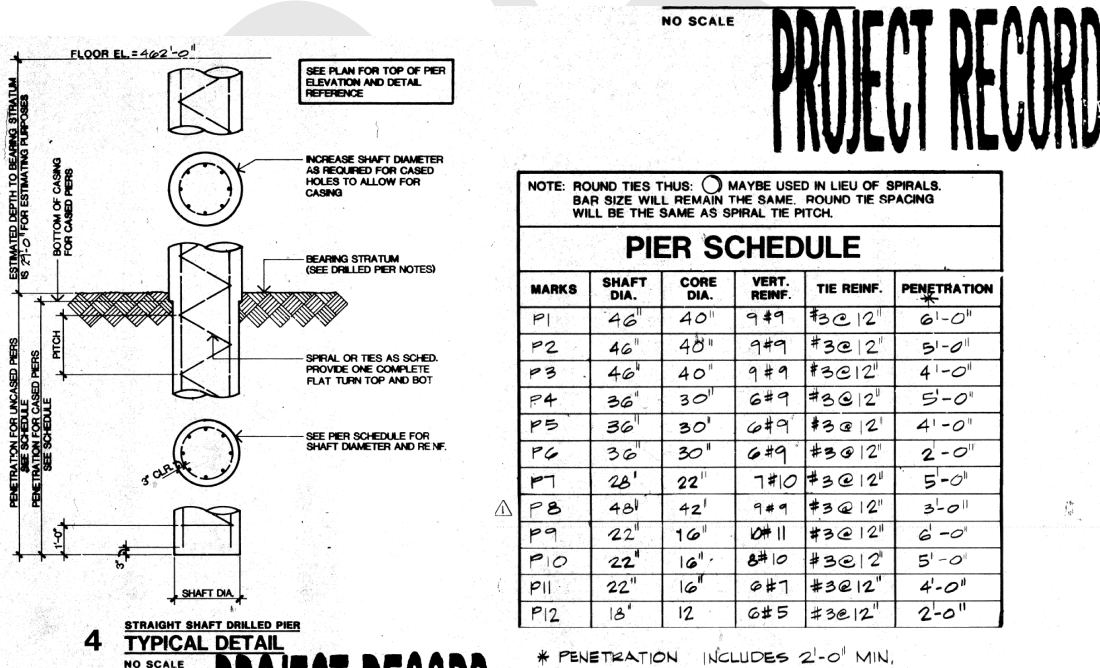 NO SCALE
PROJECT RECORD
FLOOR EL. = 462'-0"
SEE PLAN FOR TOP OF PIER
ELEVATION AND DETAIL
REFERENCE
ESTIMATED DEPTH TO BEARING STRATUM
IS 29'-0" FOR ESTIMATING PURPOSES
BOTTOM OF CASING
FOR CASED PIERS
INCREASE SHAFT DIAMETER
AS REQUIRED FOR CASED
HOLES TO ALLOW FOR
CASING
BEARING STRATUM
(SEE DRILLED PIER NOTES)
PITCH
SPIRAL OR TIES AS SCHED.
PROVIDE ONE COMPLETE
FLAT TURN TOP AND BOT
PENETRATION FOR UNCASED PIERS
SEE SCHEDULE
PENETRATION FOR CASED PIERS
SEE SCHEDULE
SEE PIER SCHEDULE FOR
SHAFT DIAMETER AND RE NF.
3" CLR
1'-0"
3"
SHAFT DIA.
4 STRAIGHT SHAFT DRILLED PIER
TYPICAL DETAIL
NO SCALE
PROJECT RECORD
NOTE: ROUND TIES THUS: MAYBE USED IN LIEU OF SPIRALS.
BAR SIZE WILL REMAIN THE SAME. ROUND TIE SPACING
WILL BE THE SAME AS SPIRAL TIE PITCH.
PIER SCHEDULE
MARKS SHAFT DIA. CORE DIA. VERT. REINF. TIE REINF. PENETRATION *
P1 46" 40" 9#9 #3@12" 6'-0"
P2 46" 40" 9#9 #3@12" 5'-0"
P3 46" 40" 9#9 #3@12" 4'-0"
P4 36" 30" 6#9 #3@12" 5'-0"
P5 36" 30" 6#9 #3@12" 4'-0"
P6 36" 30" 6#9 #3@12" 2'-0"
P7 28" 22" 7#10 #3@12" 5'-0"
1 P8 48" 42" 9#9 #3@12" 3'-0"
P9 22" 16" 10#11 #3@12" 6'-0"
P10 22" 16" 8#10 #3@12" 5'-0"
P11 22" 16" 6#7 #3@12" 4'-0"
P12 18" 12 6#5 #3@12" 2'-0"
* PENETRATION INCLUDES 2'-0" MIN.